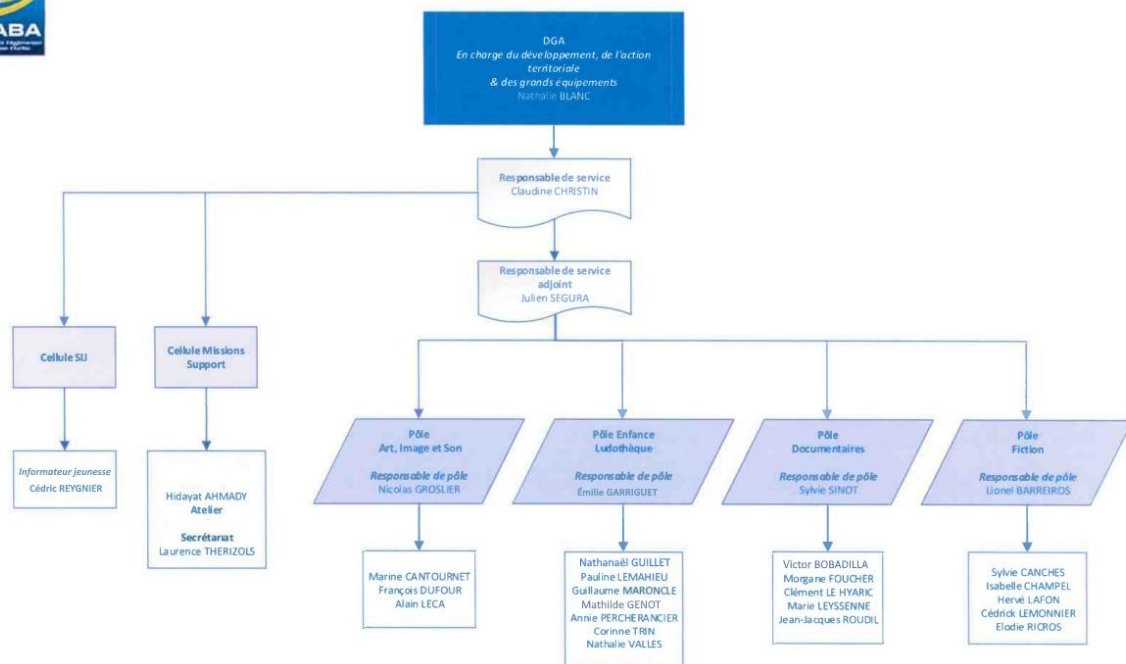 ABA
DGA
En charge du développement, de l'action
territoriale
& des grands équipements
Nathalie BLANC
Responsable de service
Claudine CHRISTIN
Responsable de service
adjoint
Julien SEGURA
Cellule SIJ
Cellule Missions
Support
Informateur jeunesse
Cédric REYGNIER
Hidayat AHMADY
Atelier
Secrétariat
Laurence THERIZOLS
Pôle
Art, Image et Son
Responsable de pôle
Nicolas GROSLIER
Pôle Enfance
Ludothèque
Responsable de pôle
Émilie GARRIGUET
Pôle
Documentaires
Responsable de pôle
Sylvie SINOT
Pôle
Fiction
Responsable de pôle
Lionel BARREIROS
Marine CANTOURNET
François DUFOUR
Alain LECA
Nathanaël GUILLET
Pauline LEMAHIEU
Guillaume MARONCLE
Mathilde GENOT
Annie PERCHERANCIER
Corinne TRIN
Nathalie VALLES
Victor BOBADILLA
Morgane FOUCHER
Clément LE HYARIC
Marie LEYSSENNE
Jean-Jacques ROUDIL
Sylvie CANCHES
Isabelle CHAMPEL
Hervé LAFON
Cédrick LEMONNIER
Elodie RICROS